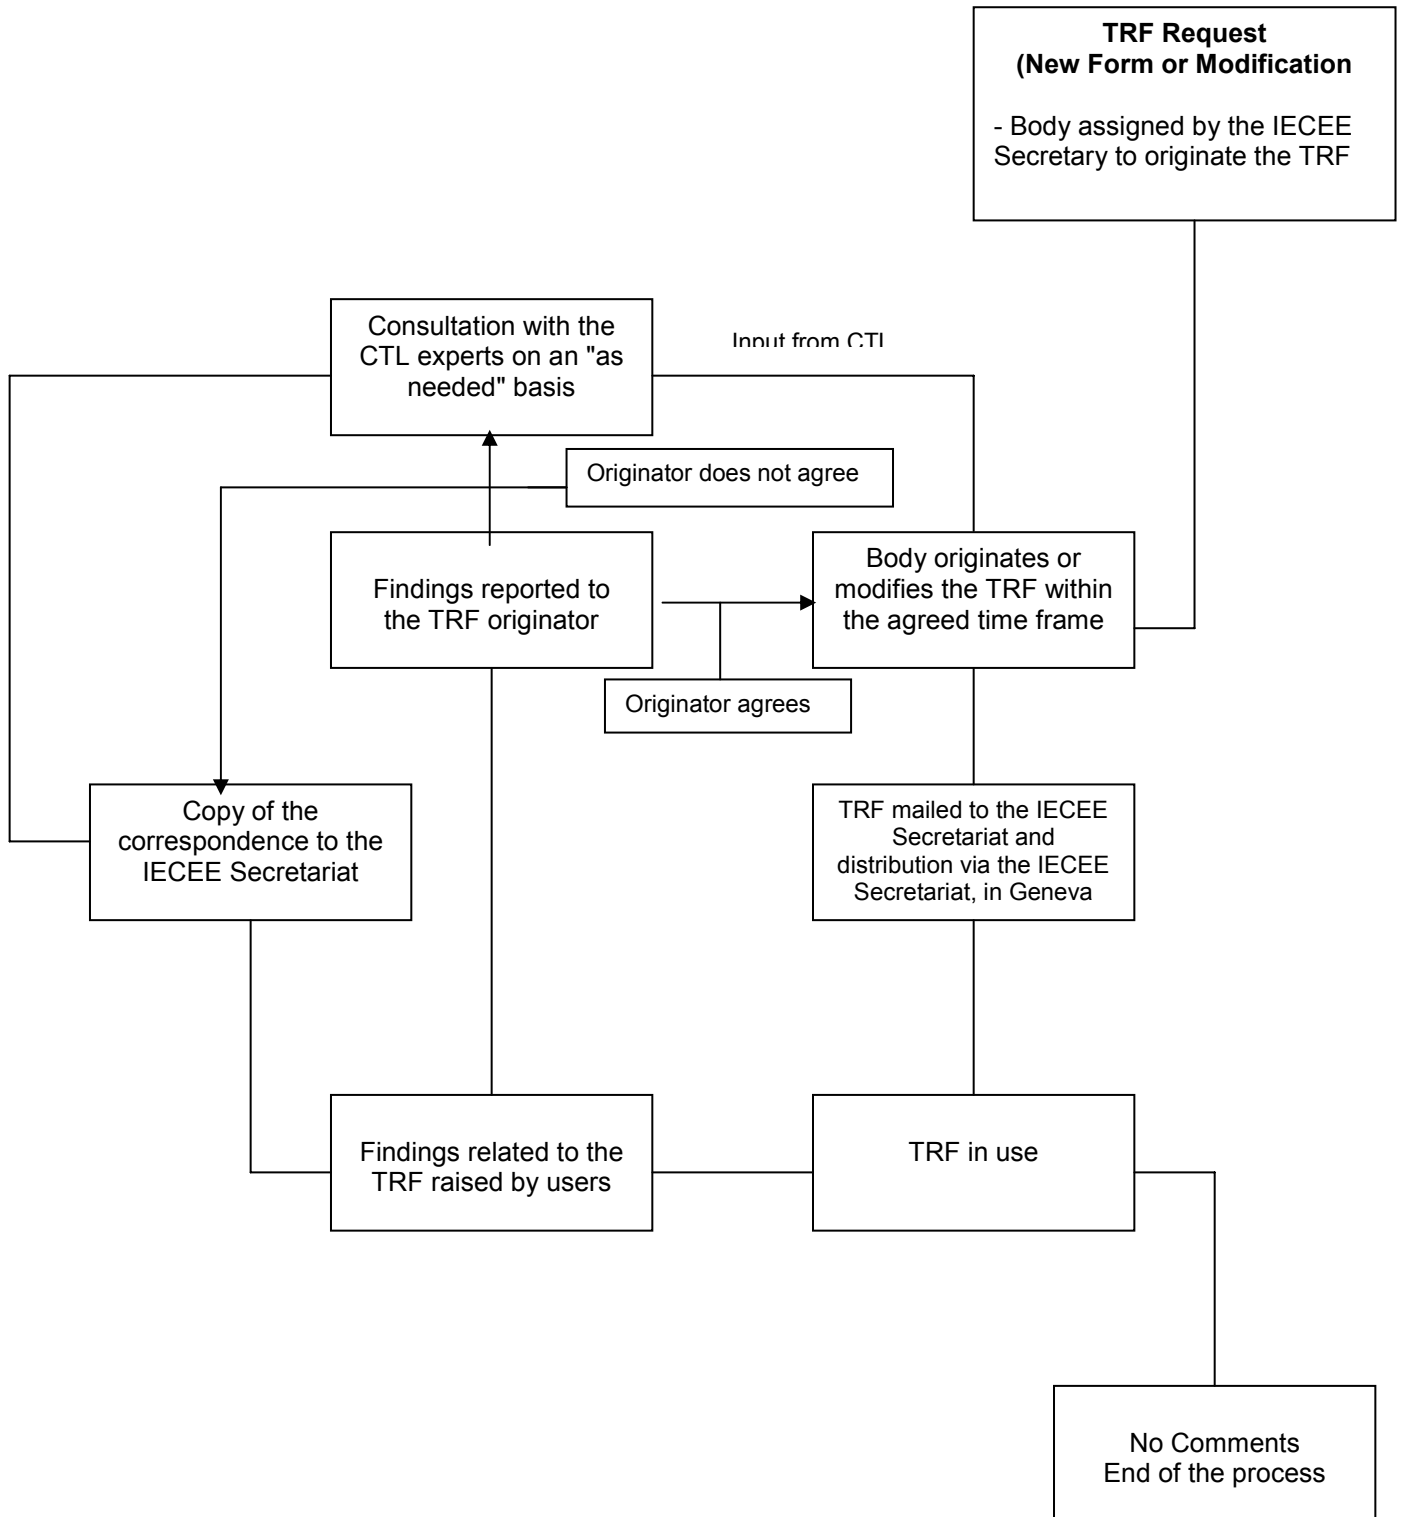 TRF Request
(New Form or Modification
- Body assigned by the IECEE
Secretary to originate the TRF
Consultation with the
CTL experts on an "as
needed" basis
Input from CTL
Originator does not agree
Findings reported to
the TRF originator
Body originates or
modifies the TRF within
the agreed time frame
Originator agrees
Copy of the
correspondence to the
IECEE Secretariat
TRF mailed to the IECEE
Secretariat and
distribution via the IECEE
Secretariat, in Geneva
Findings related to the
TRF raised by users
TRF in use
No Comments
End of the process